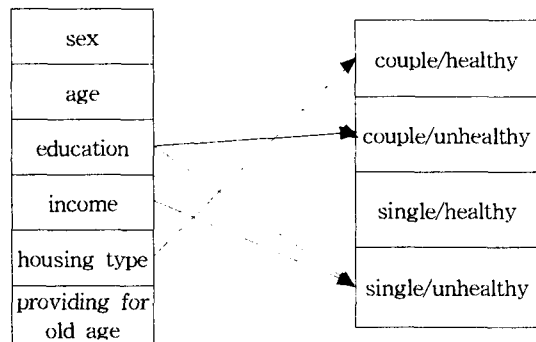 sex
age
education
income
housing type
providing for
old age
couple/healthy
couple/unhealthy
single/healthy
single/unhealthy